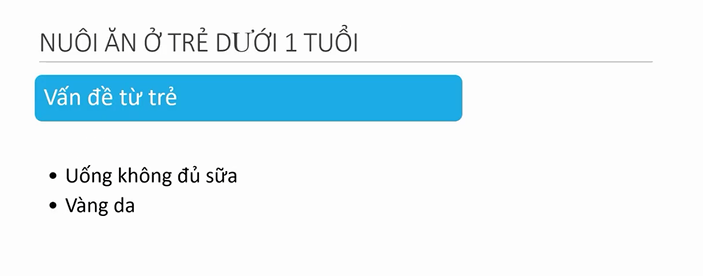 NUÔI ĂN Ở TRẺ DƯỚI 1 TUỔI
Vấn đề từ trẻ
• Uống không đủ sữa
• Vàng da